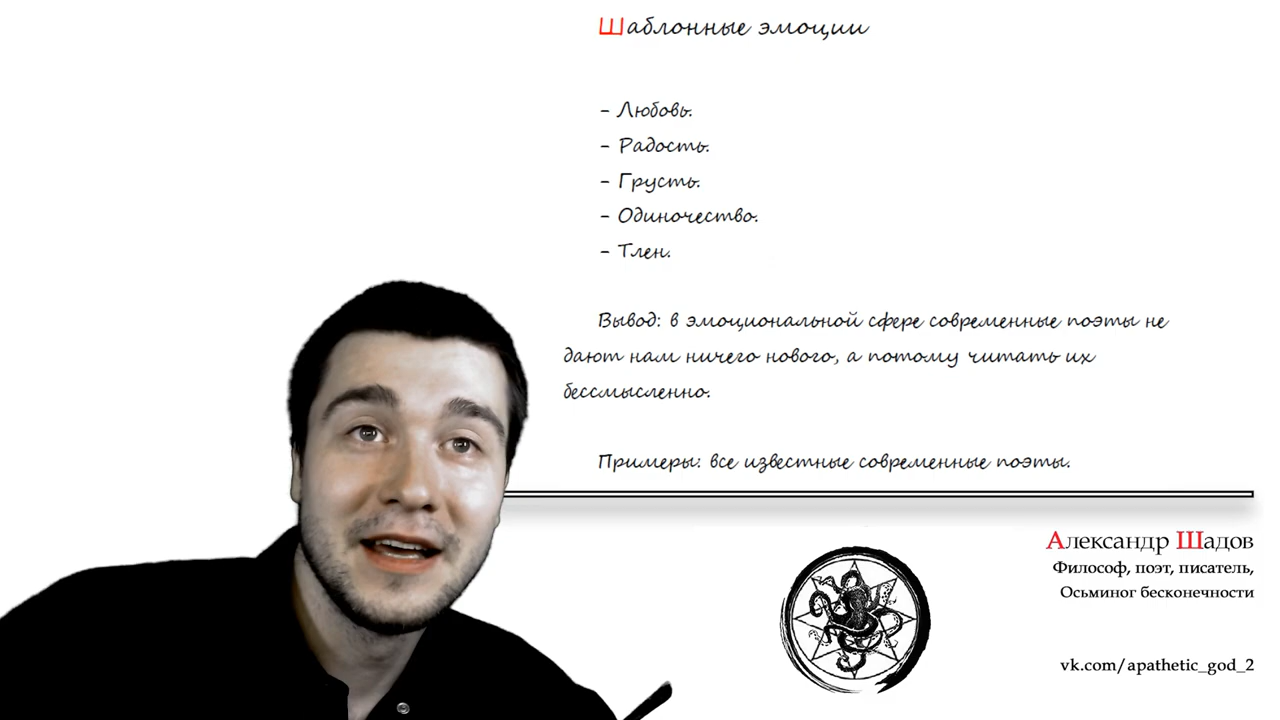 Шаблонные эмоции
- Любовь.
- Радость.
- Грусть.
- Одиночество.
- Тлен.
Вывод: в эмоциональной сфере современные поэты не
дают нам ничего нового, а потому читать их
бессмысленно.
Примеры: все известные современные поэты.
Александр Шадов
Философ, поэт, писатель,
Осьминог бесконечности
vk.com/apathetic_god_2